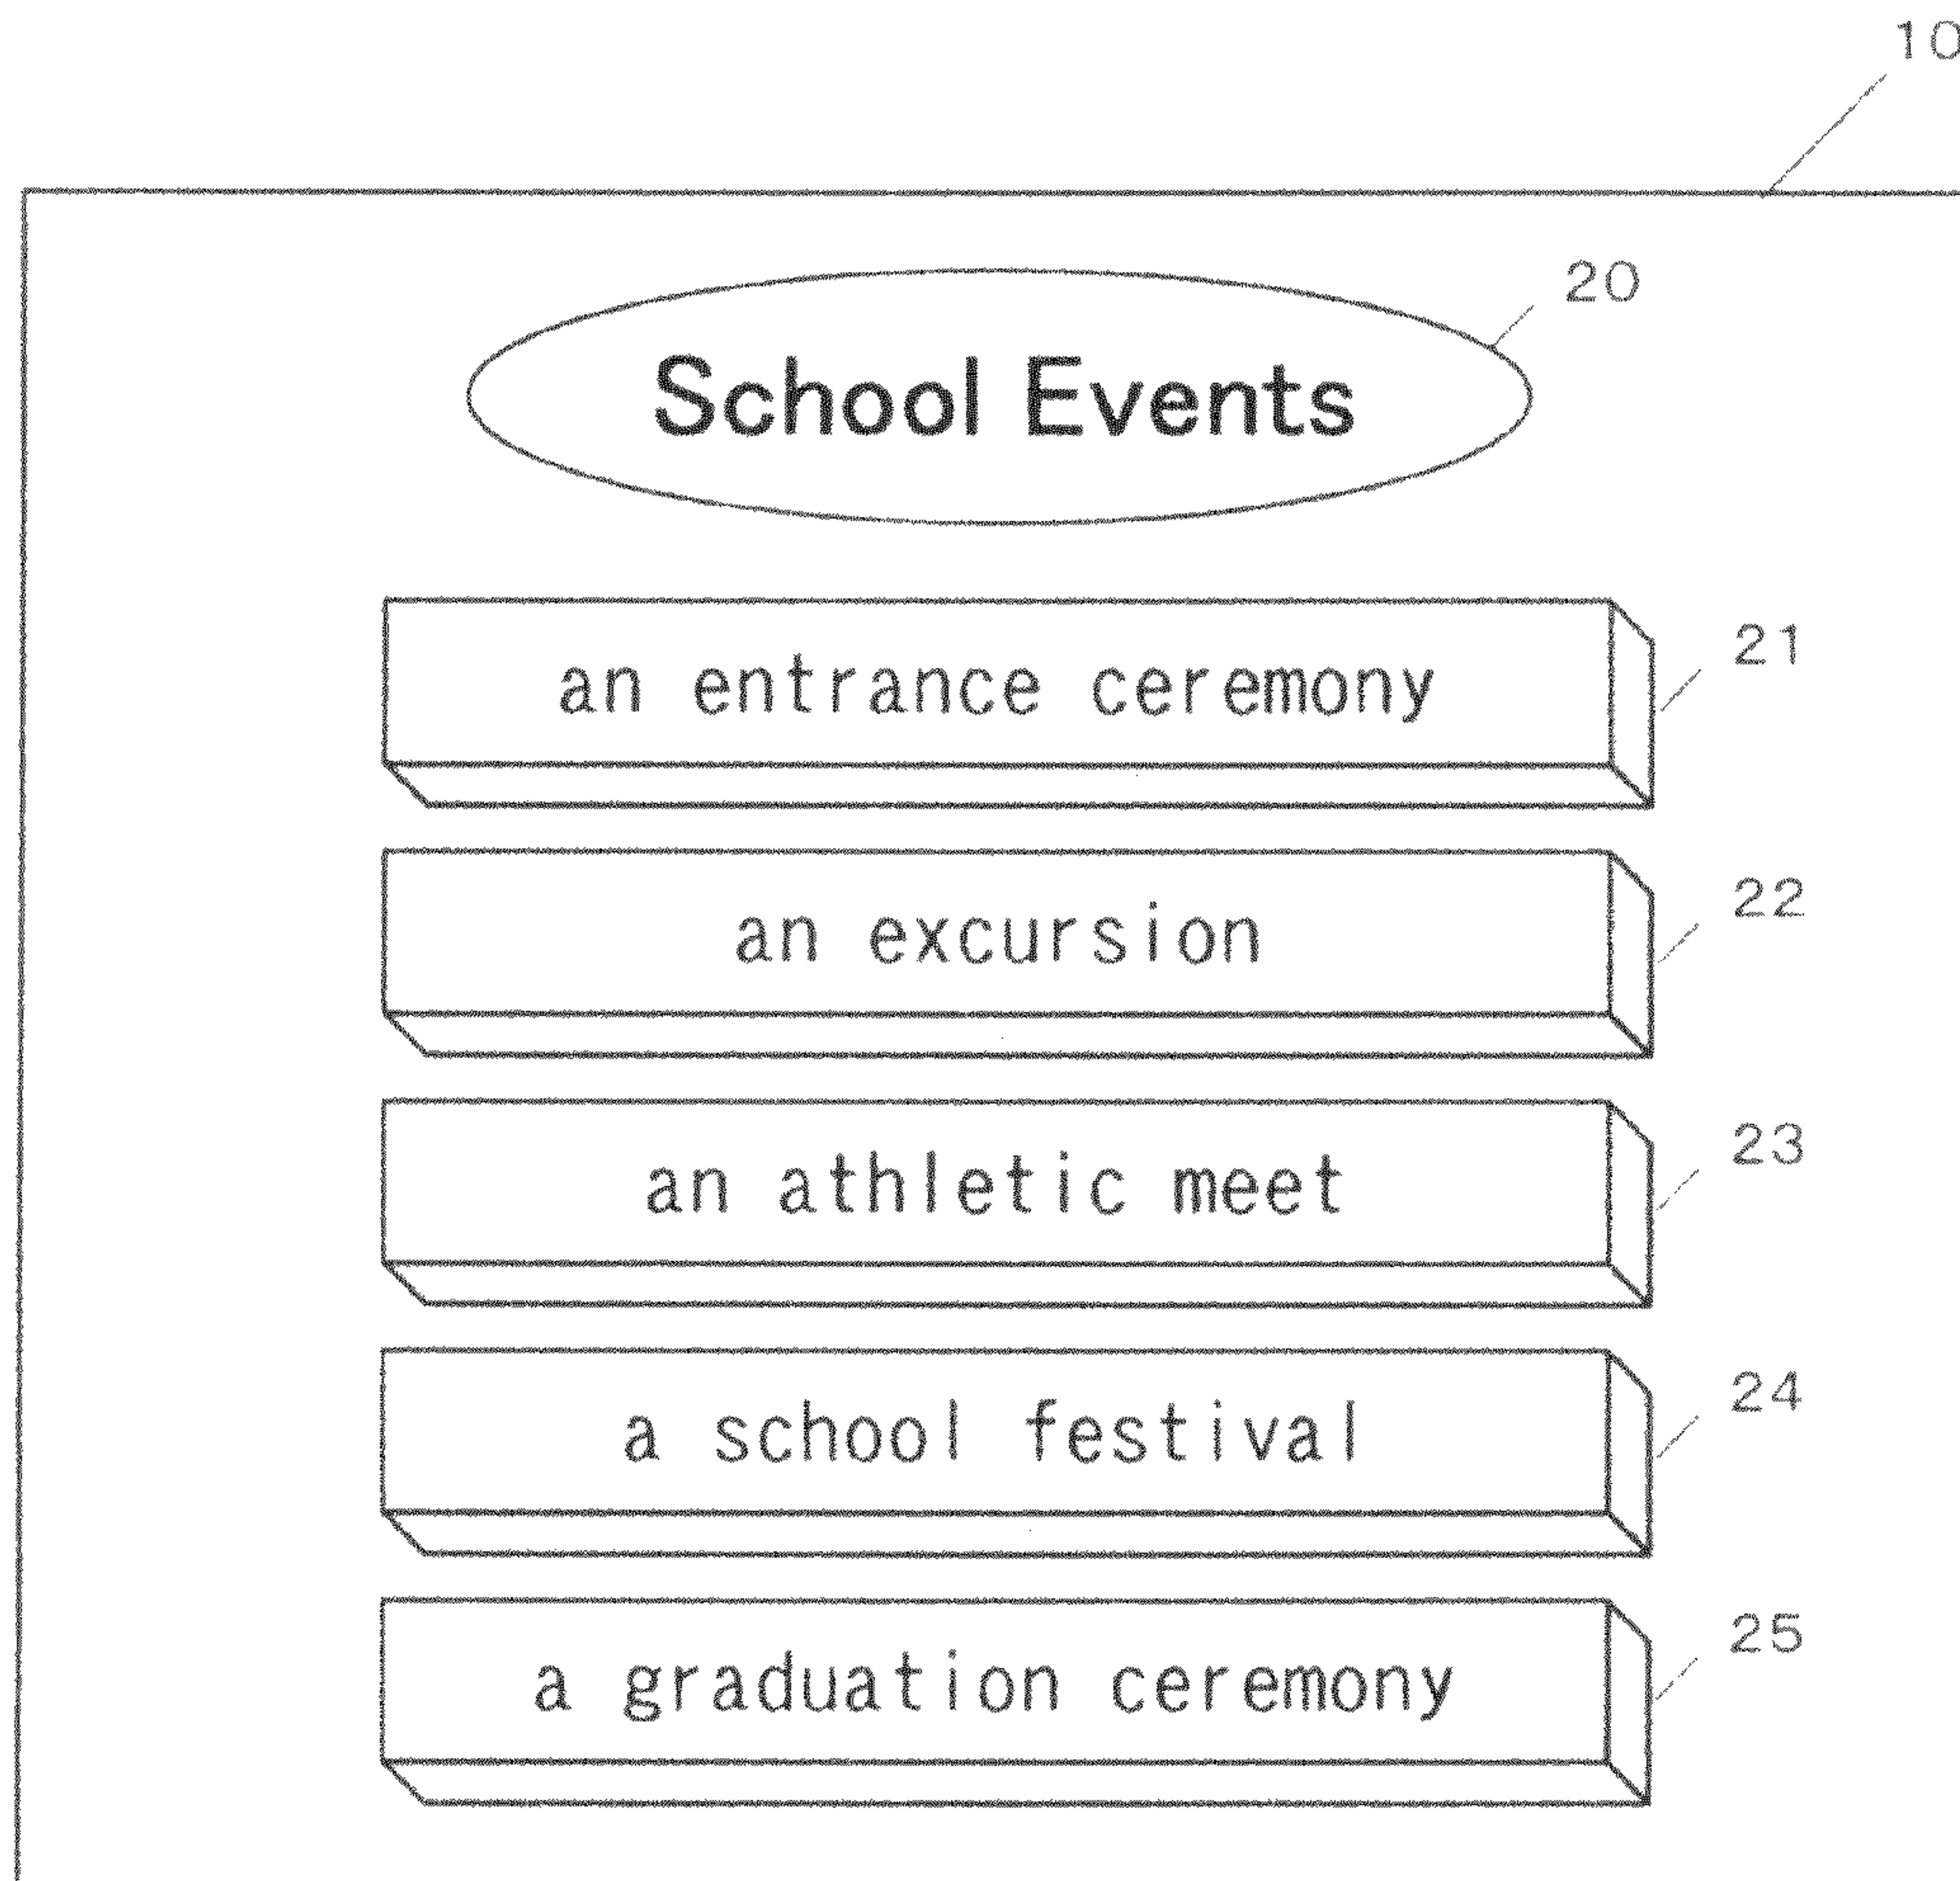 10
20
School Events
an entrance ceremony
21
an excursion
22
an athletic meet
23
a school festival
24
a graduation ceremony
25